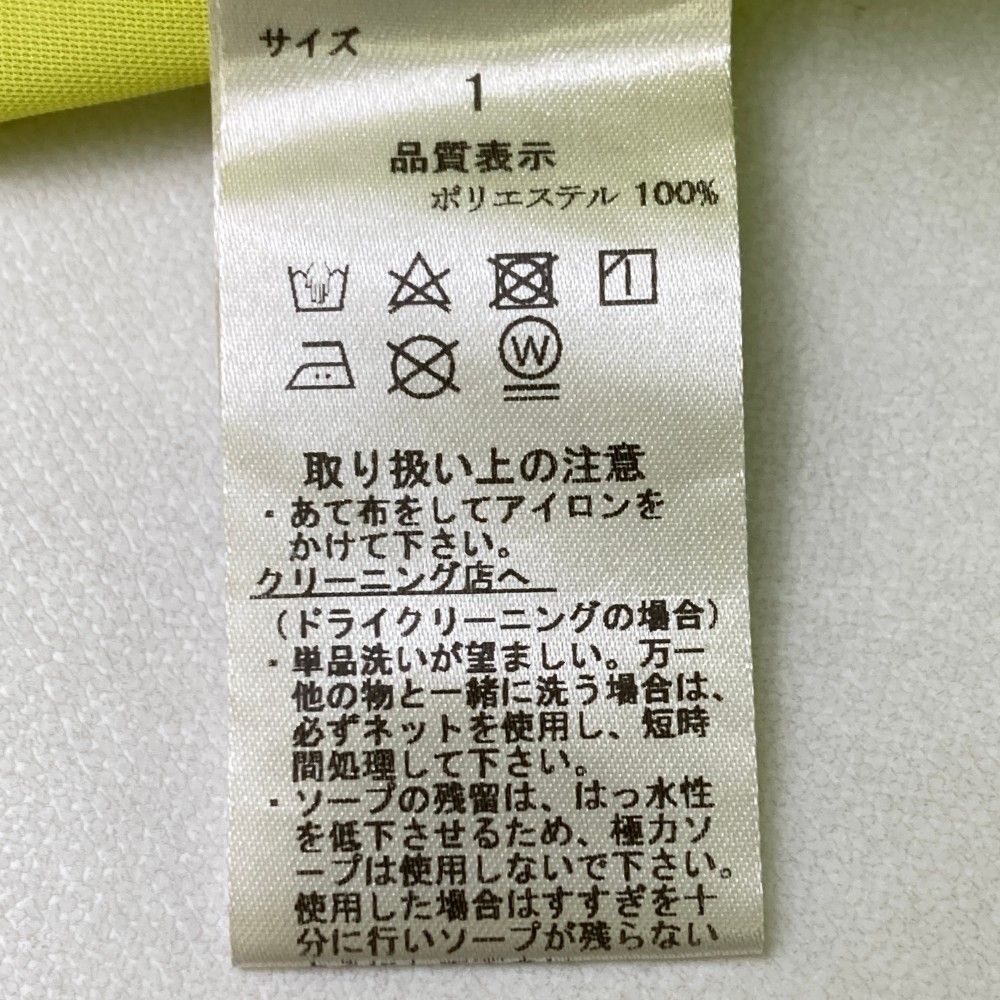 サイズ
1
品質表示
ポリエステル 100%
W
取り扱い上の注意
・あて布をしてアイロンを
かけて下さい。
クリーニング店へ
(ドライクリーニングの場合)
・単品洗いが望ましい。万一
他の物と一緒に洗う場合は、
必ずネットを使用し、短時
間処理して下さい。
・ソープの残留は、はっ水性
を低下させるため、極力ソ
ープは使用しないで下さい。
使用した場合はすすぎを十
分に行いソープが残らない